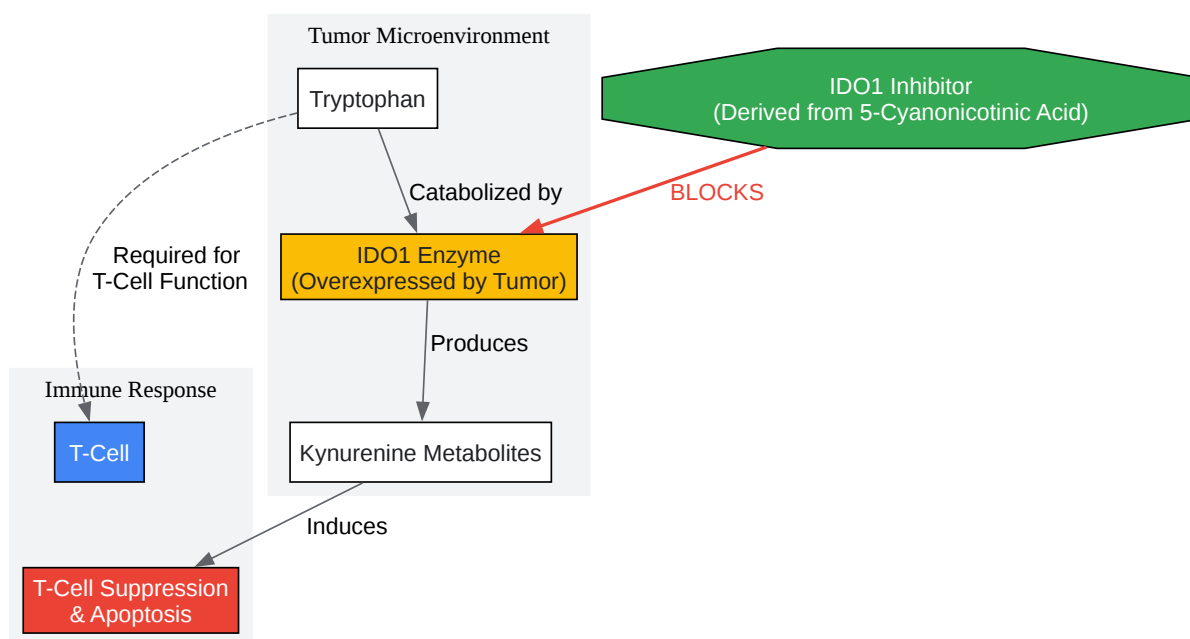 Tumor Microenvironment
Tryptophan
IDO1 Inhibitor
(Derived from 5-Cyanonicotinic Acid)
Catabolized by
BLOCKS
Required for
T-Cell Function
IDO1 Enzyme
(Overexpressed by Tumor)
Produces
Immune Response
T-Cell
Kynurenine Metabolites
Induces
T-Cell Suppression
& Apoptosis